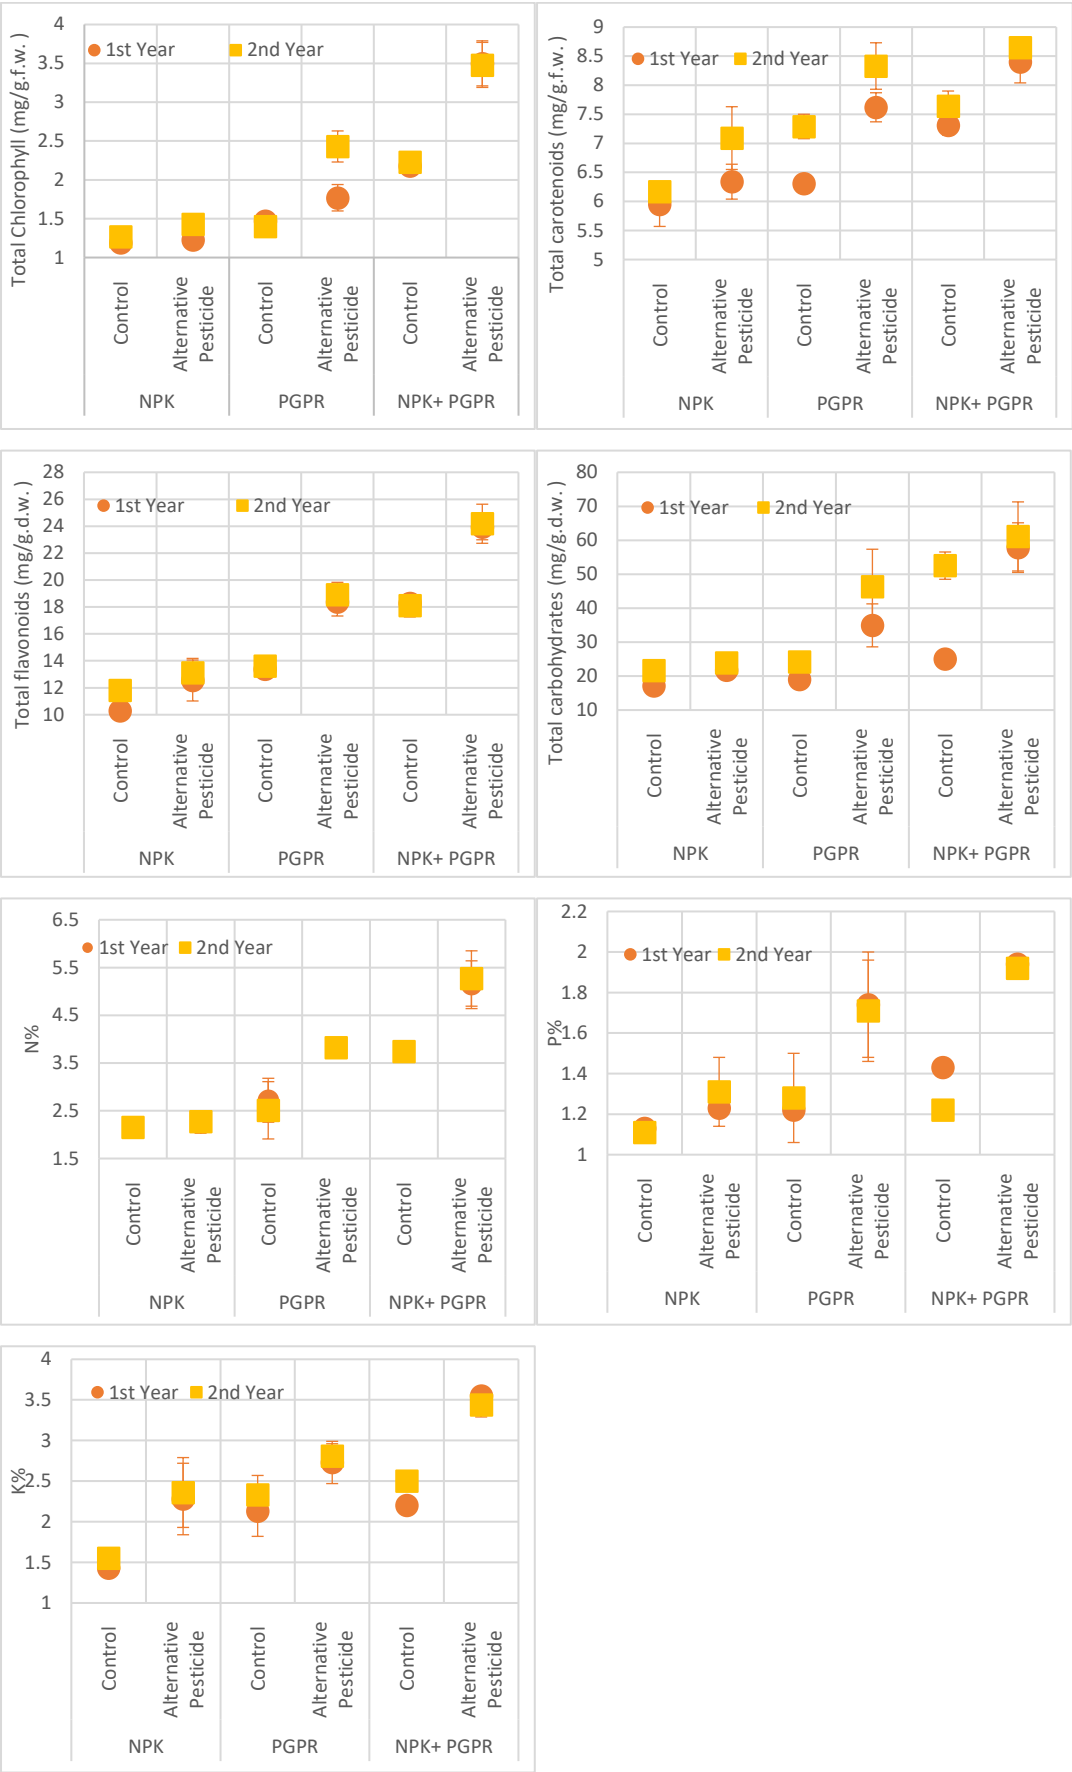 Total Chlorophyll (mg/g.f.w. )
4
3.5
3
2.5
2
1.5
1
1st Year
2nd Year
Control
Alternative
Pesticide
Control
Alternative
Pesticide
Control
Alternative
Pesticide
NPK
PGPR
NPK+ PGPR
Total carotenoids (mg/g.f.w. )
9
8.5
8
7.5
7
6.5
6
5.5
5
1st Year
2nd Year
Control
Alternative
Pesticide
Control
Alternative
Pesticide
Control
Alternative
Pesticide
NPK
PGPR
NPK+ PGPR
Total flavonoids (mg/g.d.w. )
28
26
24
22
20
18
16
14
12
10
1st Year
2nd Year
Control
Alternative
Pesticide
Control
Alternative
Pesticide
Control
Alternative
Pesticide
NPK
PGPR
NPK+ PGPR
Total carbohydrates (mg/g.d.w. )
80
70
60
50
40
30
20
10
1st Year
2nd Year
Control
Alternative
Pesticide
Control
Alternative
Pesticide
Control
Alternative
Pesticide
NPK
PGPR
NPK+ PGPR
N%
6.5
5.5
4.5
3.5
2.5
1.5
1st Year
2nd Year
Control
Alternative
Pesticide
Control
Alternative
Pesticide
Control
Alternative
Pesticide
NPK
PGPR
NPK+ PGPR
P%
2.2
2
1.8
1.6
1.4
1.2
1
1st Year
2nd Year
Control
Alternative
Pesticide
Control
Alternative
Pesticide
Control
Alternative
Pesticide
NPK
PGPR
NPK+ PGPR
K%
4
3.5
3
2.5
2
1.5
1
1st Year
2nd Year
Control
Alternative
Pesticide
Control
Alternative
Pesticide
Control
Alternative
Pesticide
NPK
PGPR
NPK+ PGPR